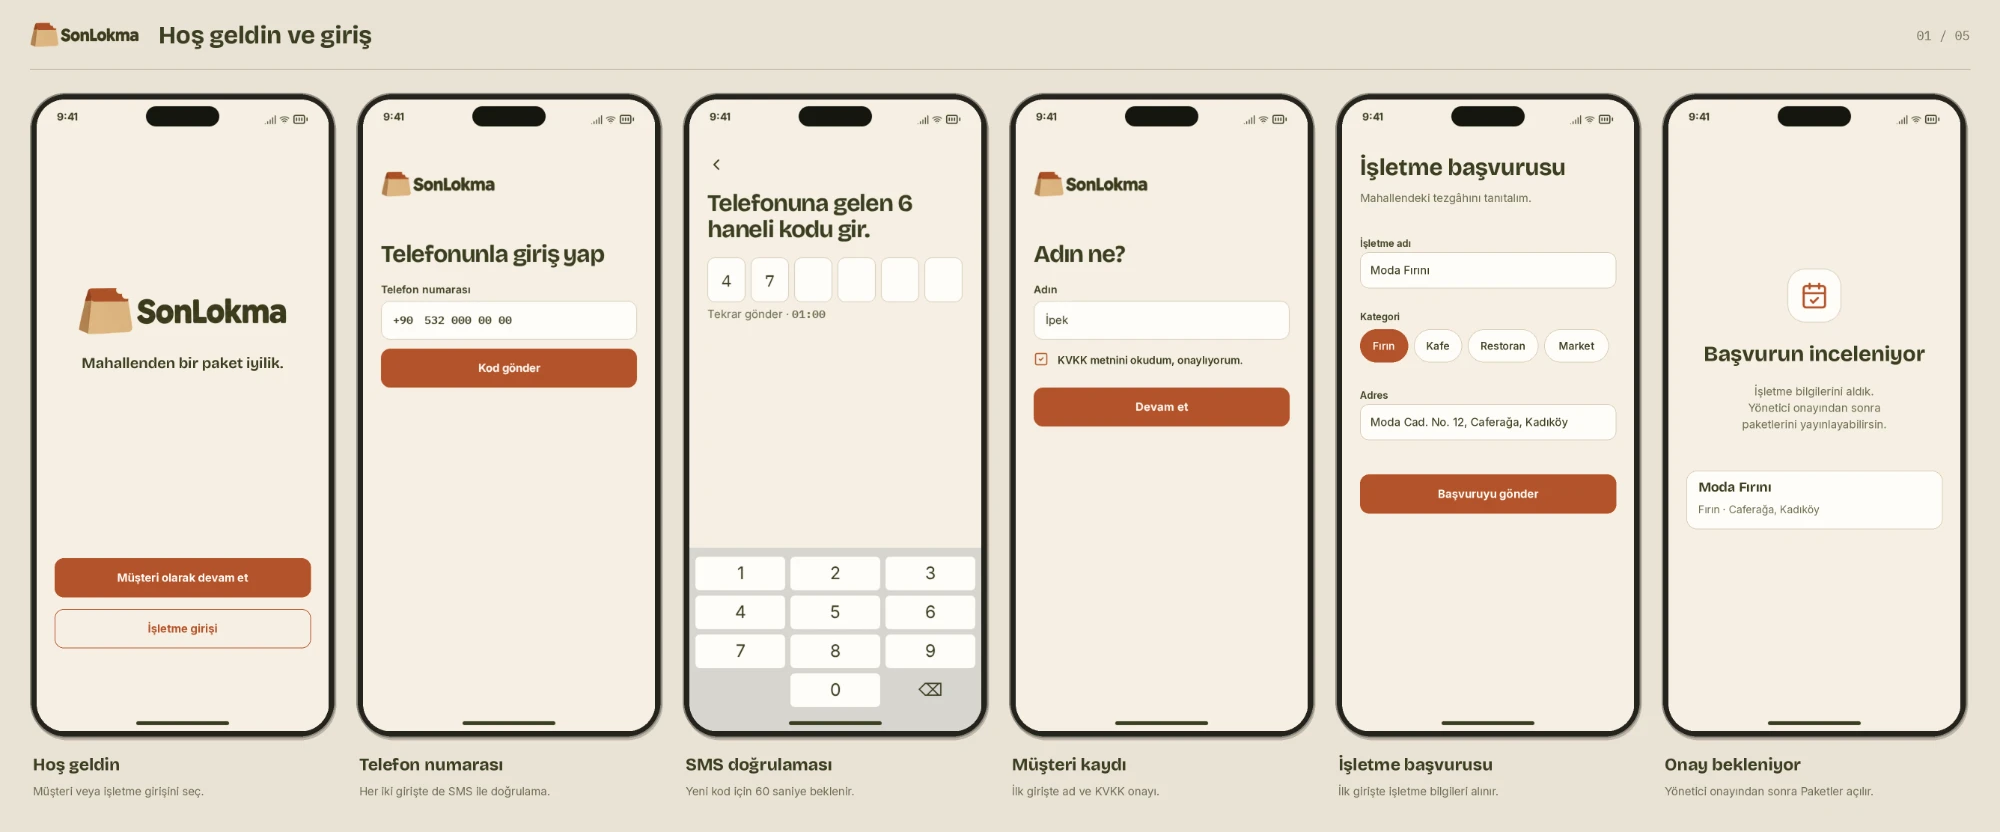 SonLokma Hoş geldin ve giriş
01 / 05
9:41
SonLokma
Mahallenden bir paket iyilik.
Müşteri olarak devam et
İşletme girişi
Hoş geldin
Müşteri veya işletme girişini seç.
9:41
SonLokma
Telefonunla giriş yap
Telefon numarası
+90 532 000 00 00
Kod gönder
Telefon numarası
Her iki girişte de SMS ile doğrulama.
9:41
Telefonuna gelen 6
haneli kodu gir.
4 7
Tekrar gönder · 01:00
1 2 3
4 5 6
7 8 9
0
SMS doğrulaması
Yeni kod için 60 saniye beklenir.
9:41
SonLokma
Adın ne?
Adın
İpek
KVKK metnini okudum, onaylıyorum.
Devam et
Müşteri kaydı
İlk girişte ad ve KVKK onayı.
9:41
İşletme başvurusu
Mahallendeki tezgâhını tanıtalım.
İşletme adı
Moda Fırını
Kategori
Fırın Kafe Restoran Market
Adres
Moda Cad. No. 12, Caferağa, Kadıköy
Başvuruyu gönder
İşletme başvurusu
İlk girişte işletme bilgileri alınır.
9:41
Başvurun inceleniyor
İşletme bilgilerini aldık.
Yönetici onayından sonra
paketlerini yayınlayabilirsin.
Moda Fırını
Fırın · Caferağa, Kadıköy
Onay bekleniyor
Yönetici onayından sonra Paketler açılır.